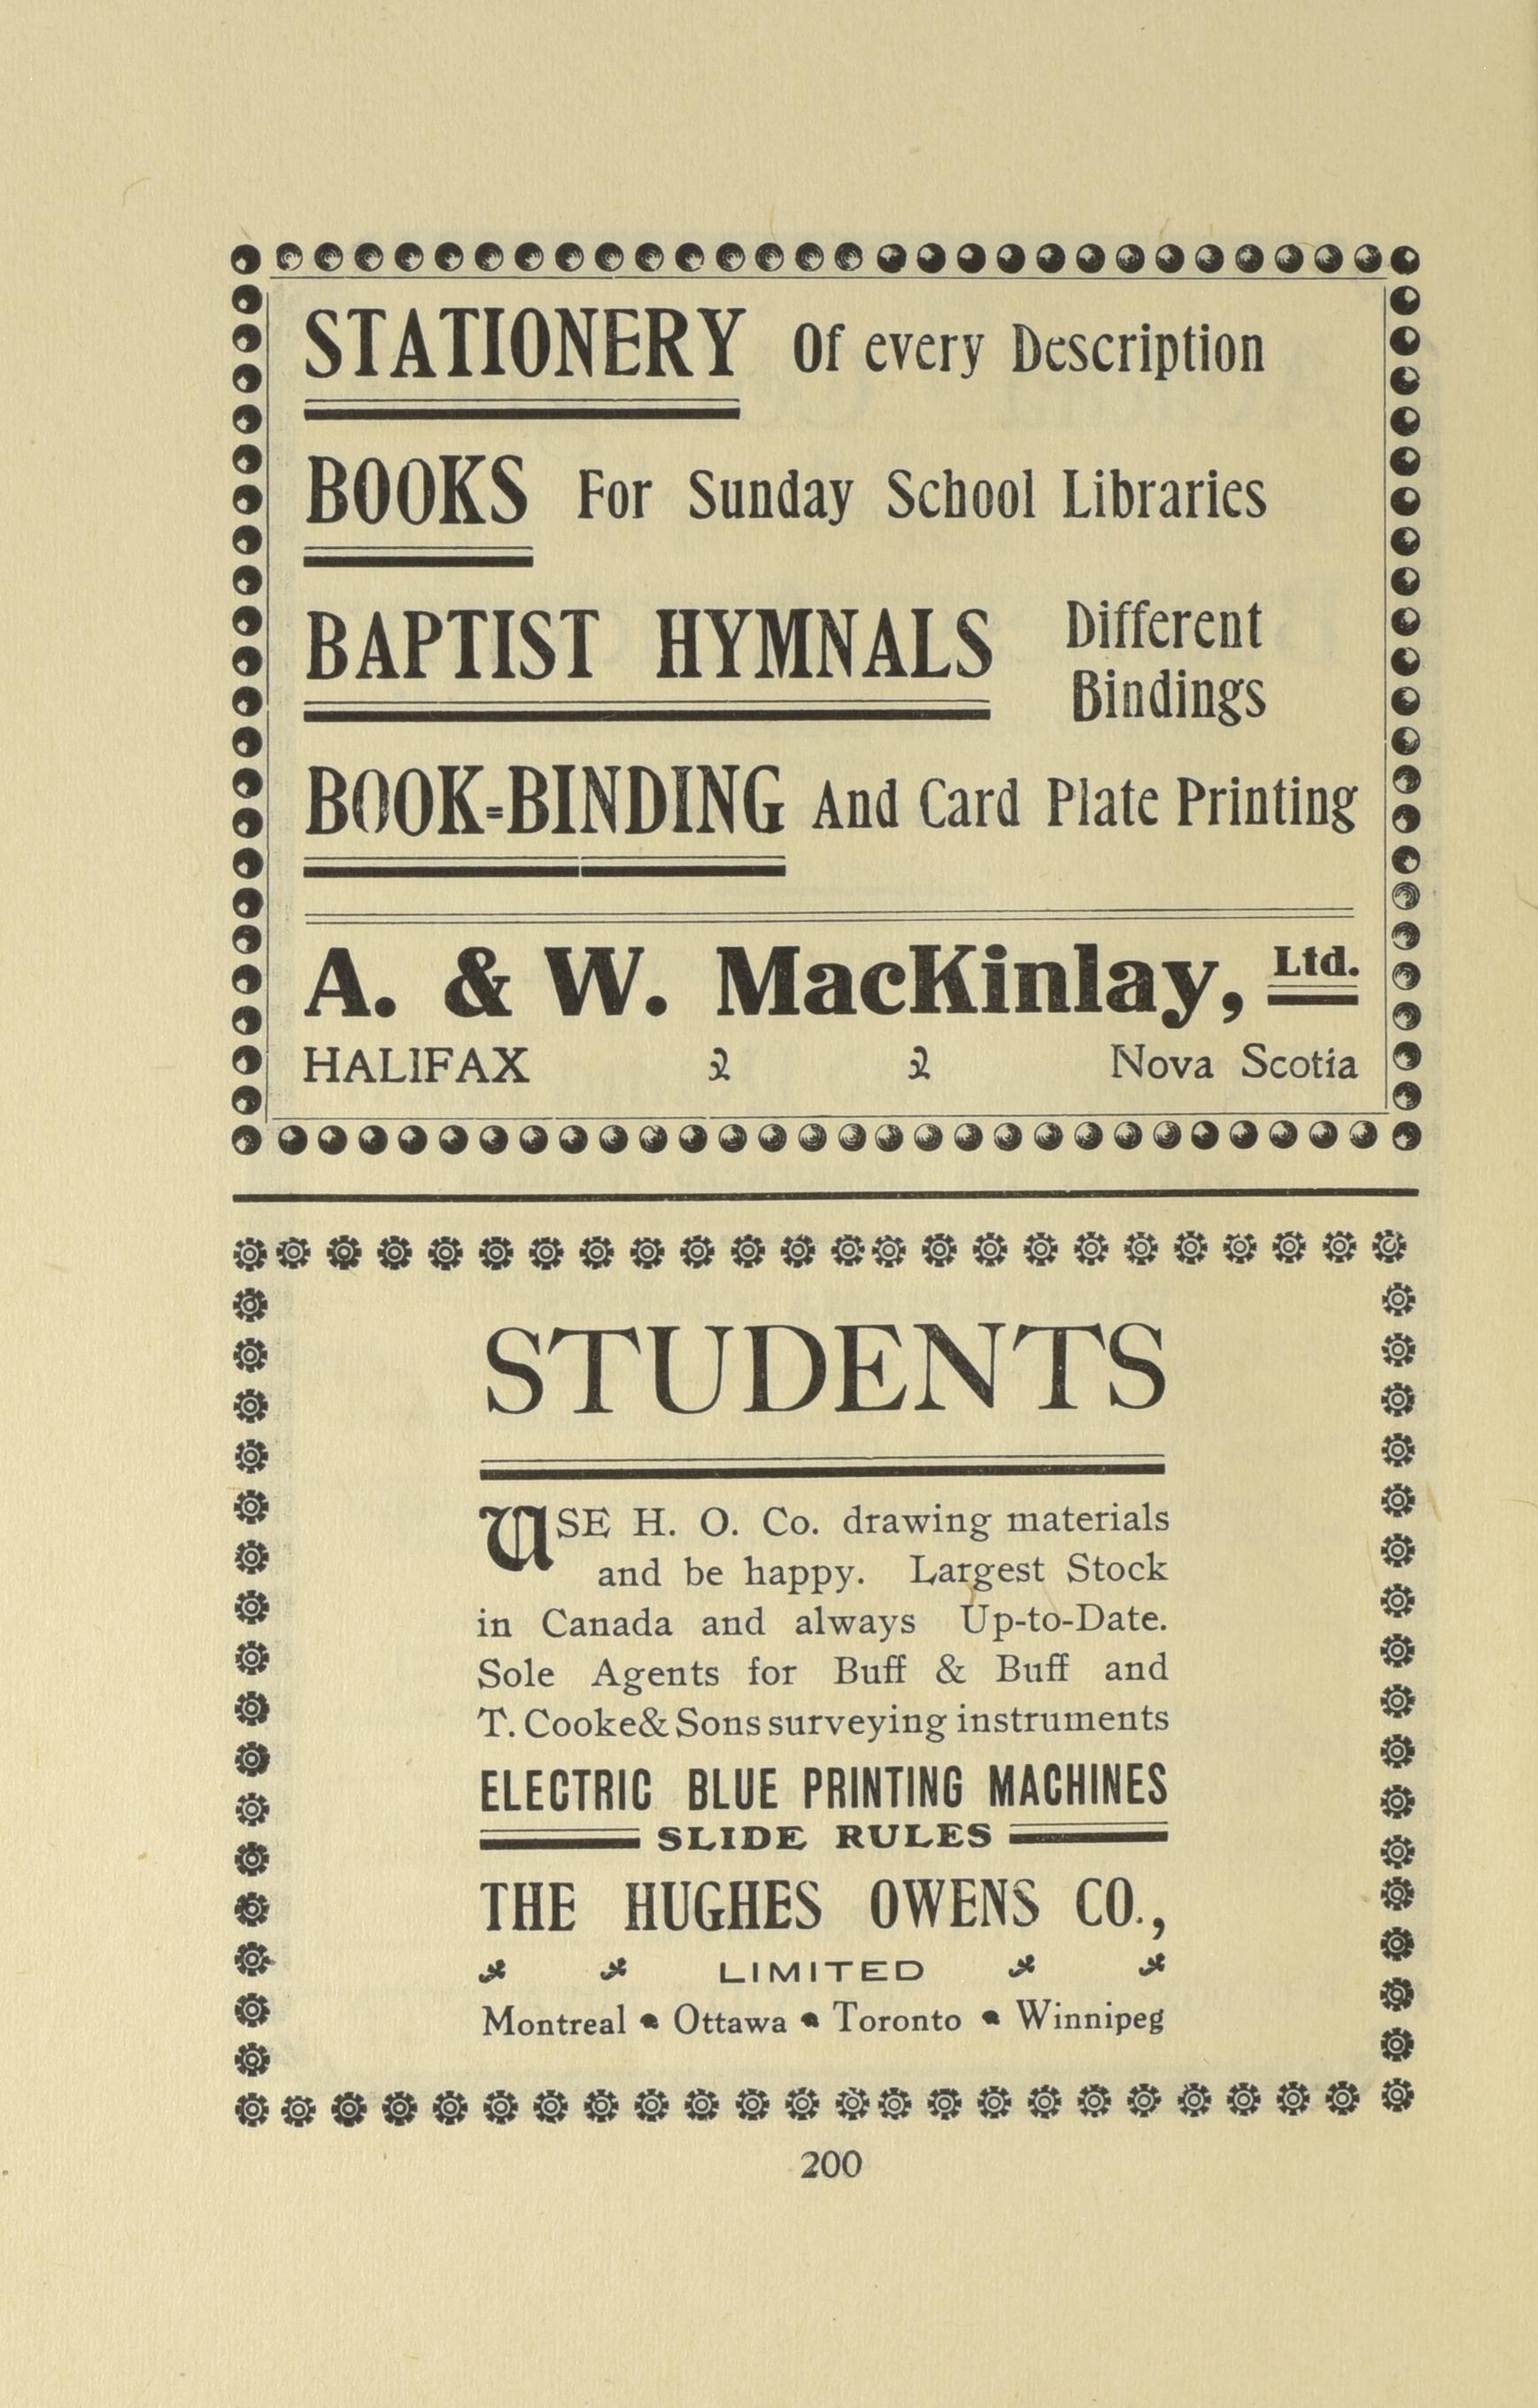 STATIONERY Of every Description
BOOKS For Sunday School Libraries
BAPTIST HYMNALS Different Bindings
BOOK-BINDING And Card Plate Printing
A. & W. MacKinlay, Ltd.
HALIFAX Nova Scotia
STUDENTS
USE H. O. Co. drawing materials
and be happy. Largest Stock
in Canada and always Up-to-Date.
Sole Agents for Buff & Buff and
T. Cooke & Sons surveying instruments
ELECTRIC BLUE PRINTING MACHINES
SLIDE RULES
THE HUGHES OWENS CO.,
LIMITED
Montreal • Ottawa • Toronto • Winnipeg
200